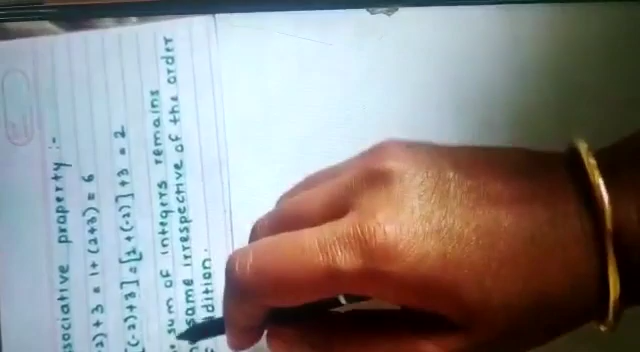 ssociative property :-
2) + 3 = 1 + (2+3) = 6
[(-2)+3] = [1+(-2)] + 3 = 2
sum of integrs remains
same irrespective of the order
dition.